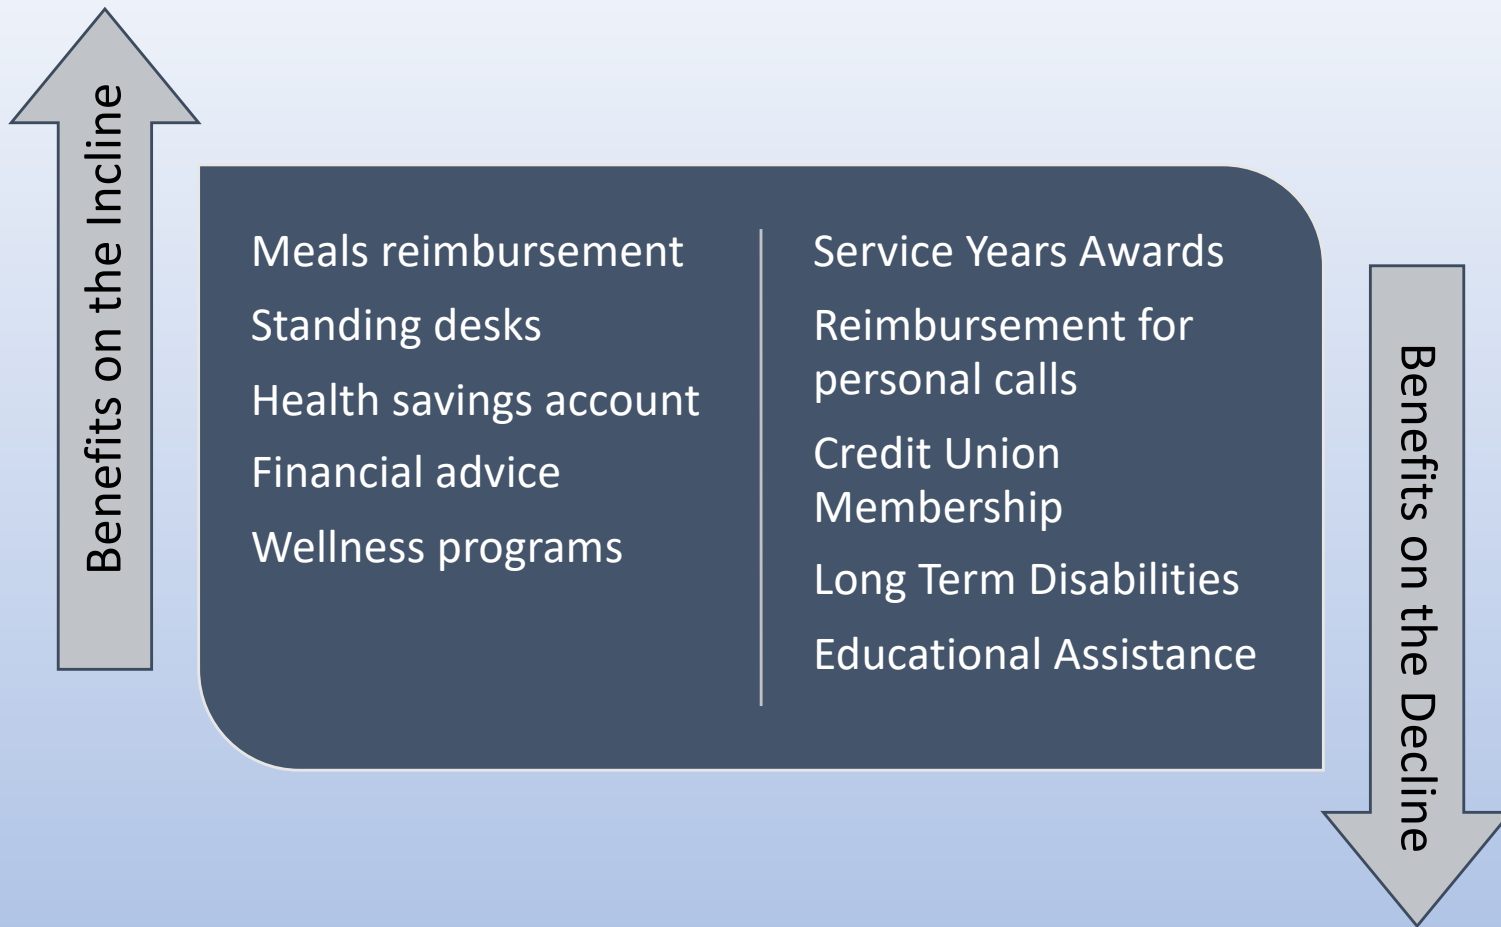 Benefits on the Incline
Meals reimbursement
Standing desks
Health savings account
Financial advice
Wellness programs
Service Years Awards
Reimbursement for
personal calls
Credit Union
Membership
Long Term Disabilities
Educational Assistance
Benefits on the Decline